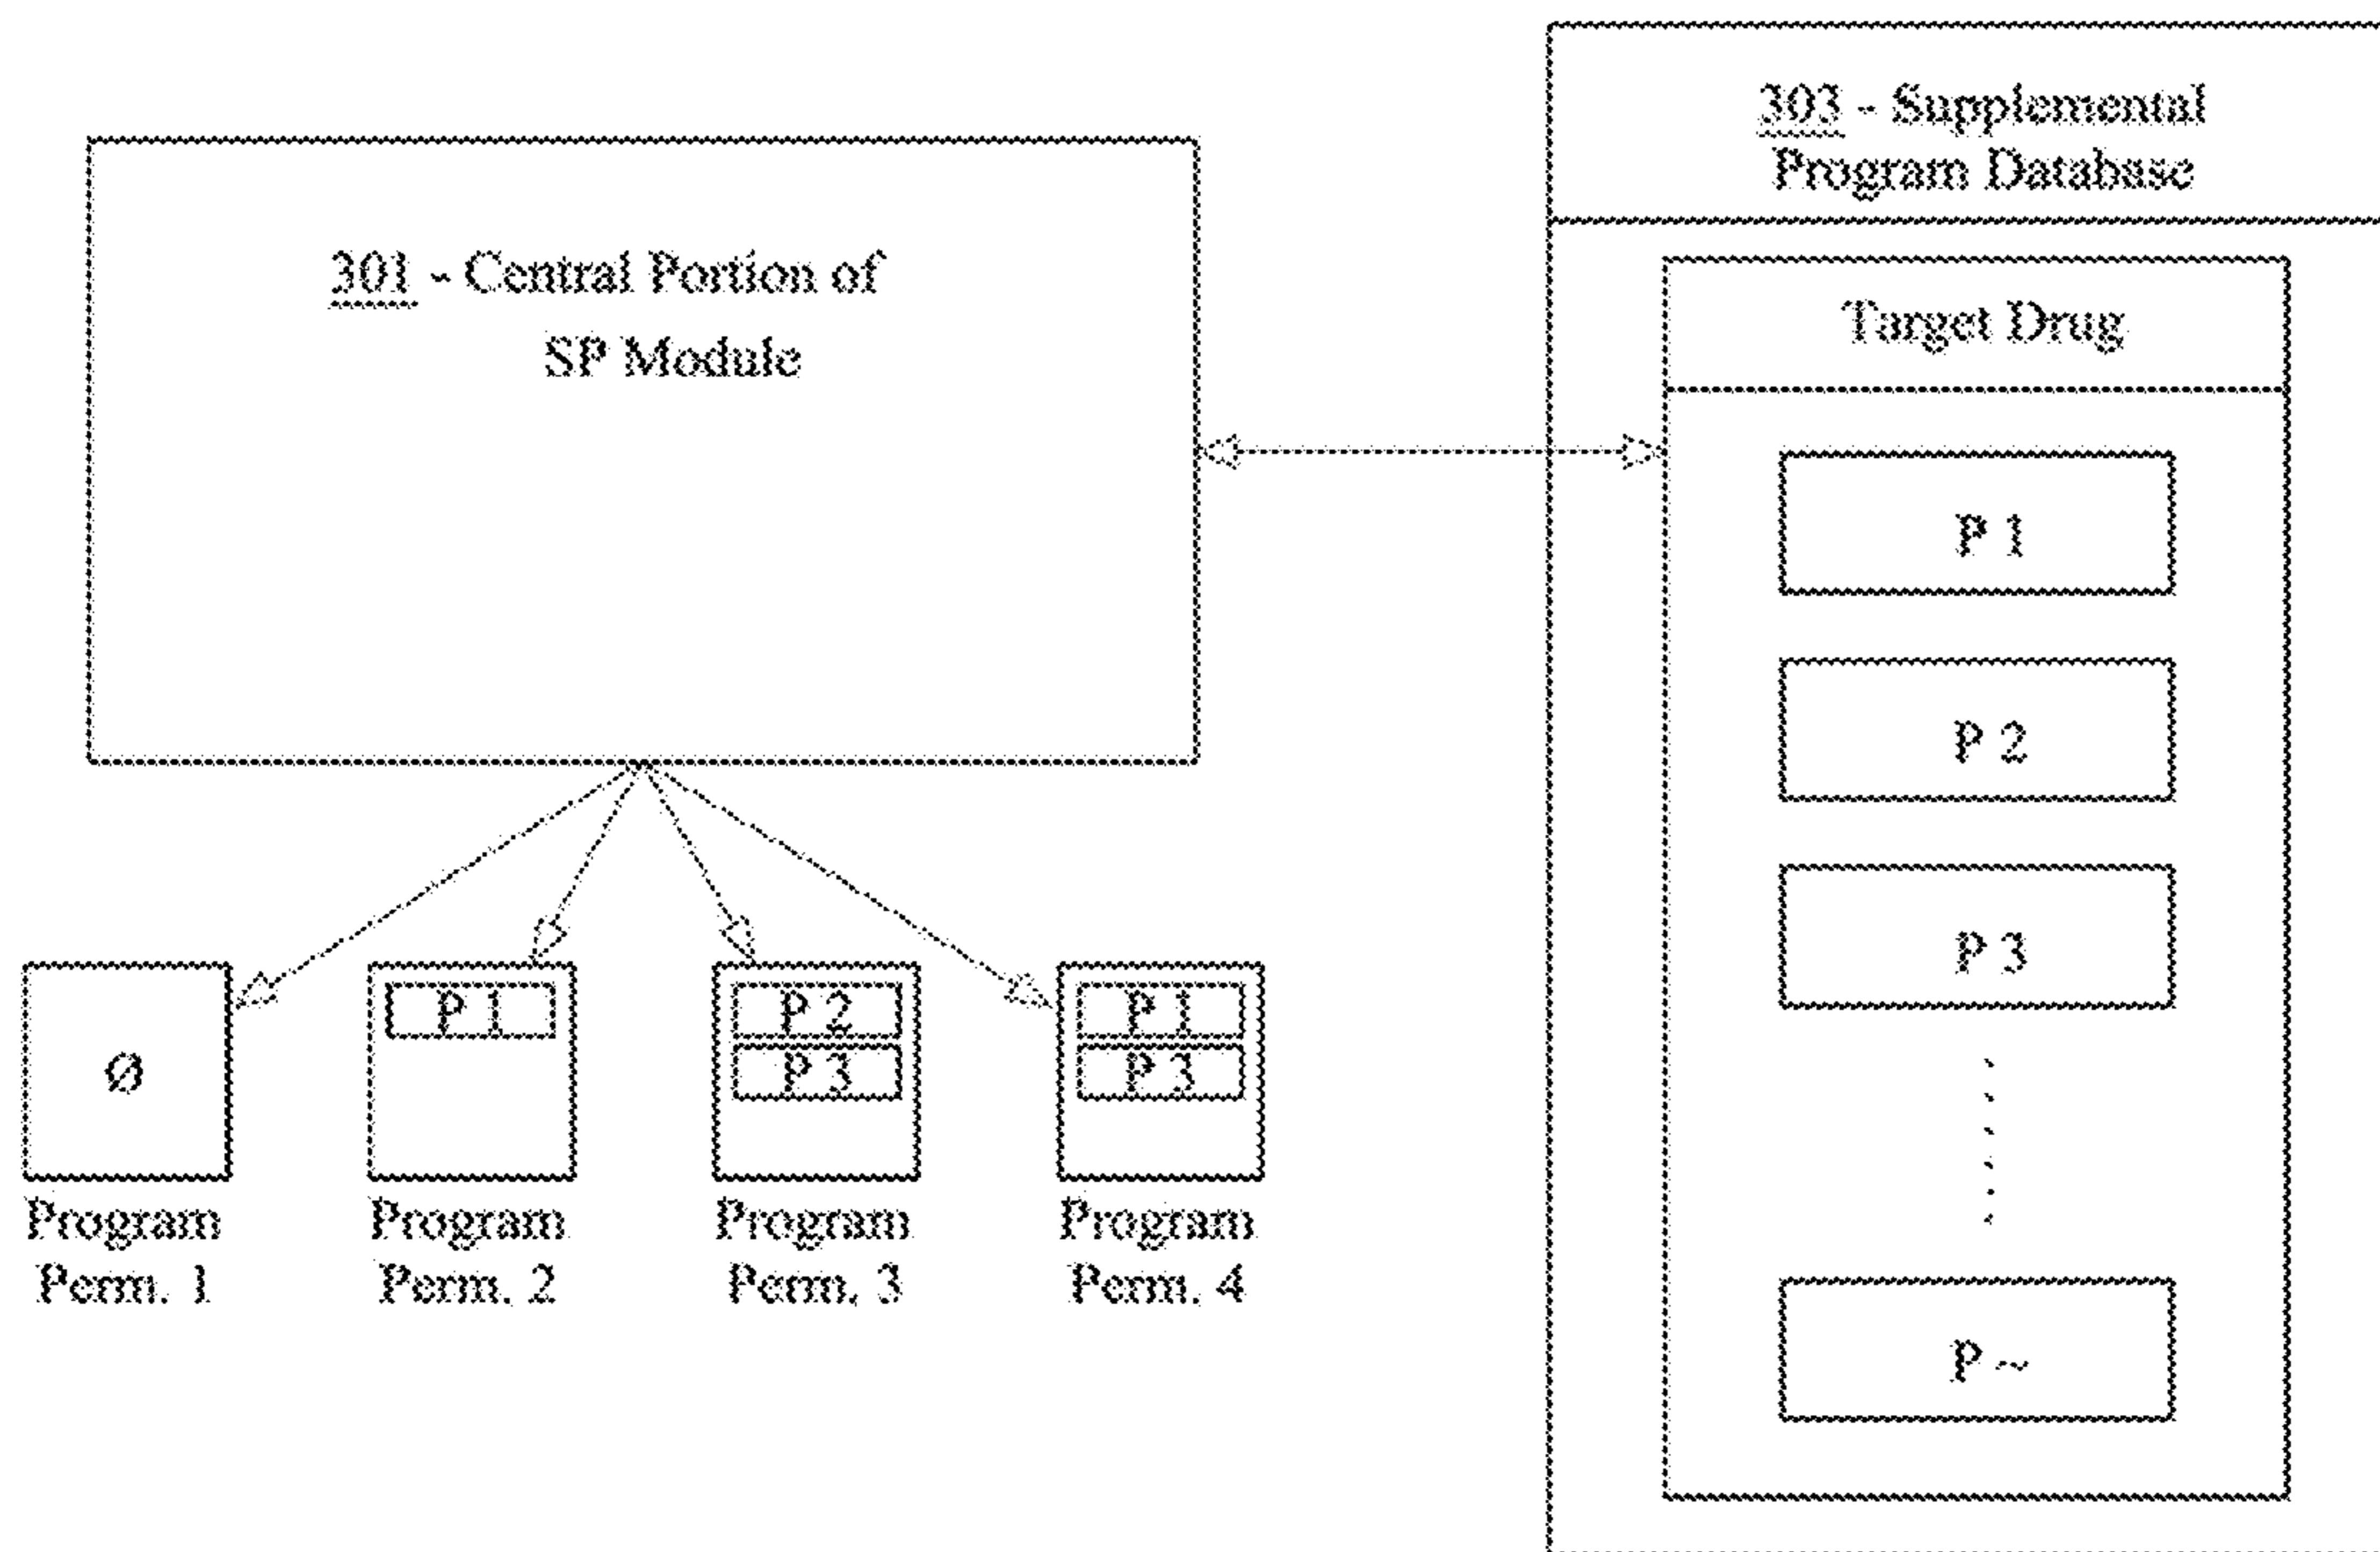 303 - Supplemental
Program Database
301 - Central Portion of
SP Module
Target Drug
P 1
P 2
P 3
P ~
Ø
P 1
P 2
P 3
P 1
P 3
Program
Perm. 1
Program
Perm. 2
Program
Perm. 3
Program
Perm. 4